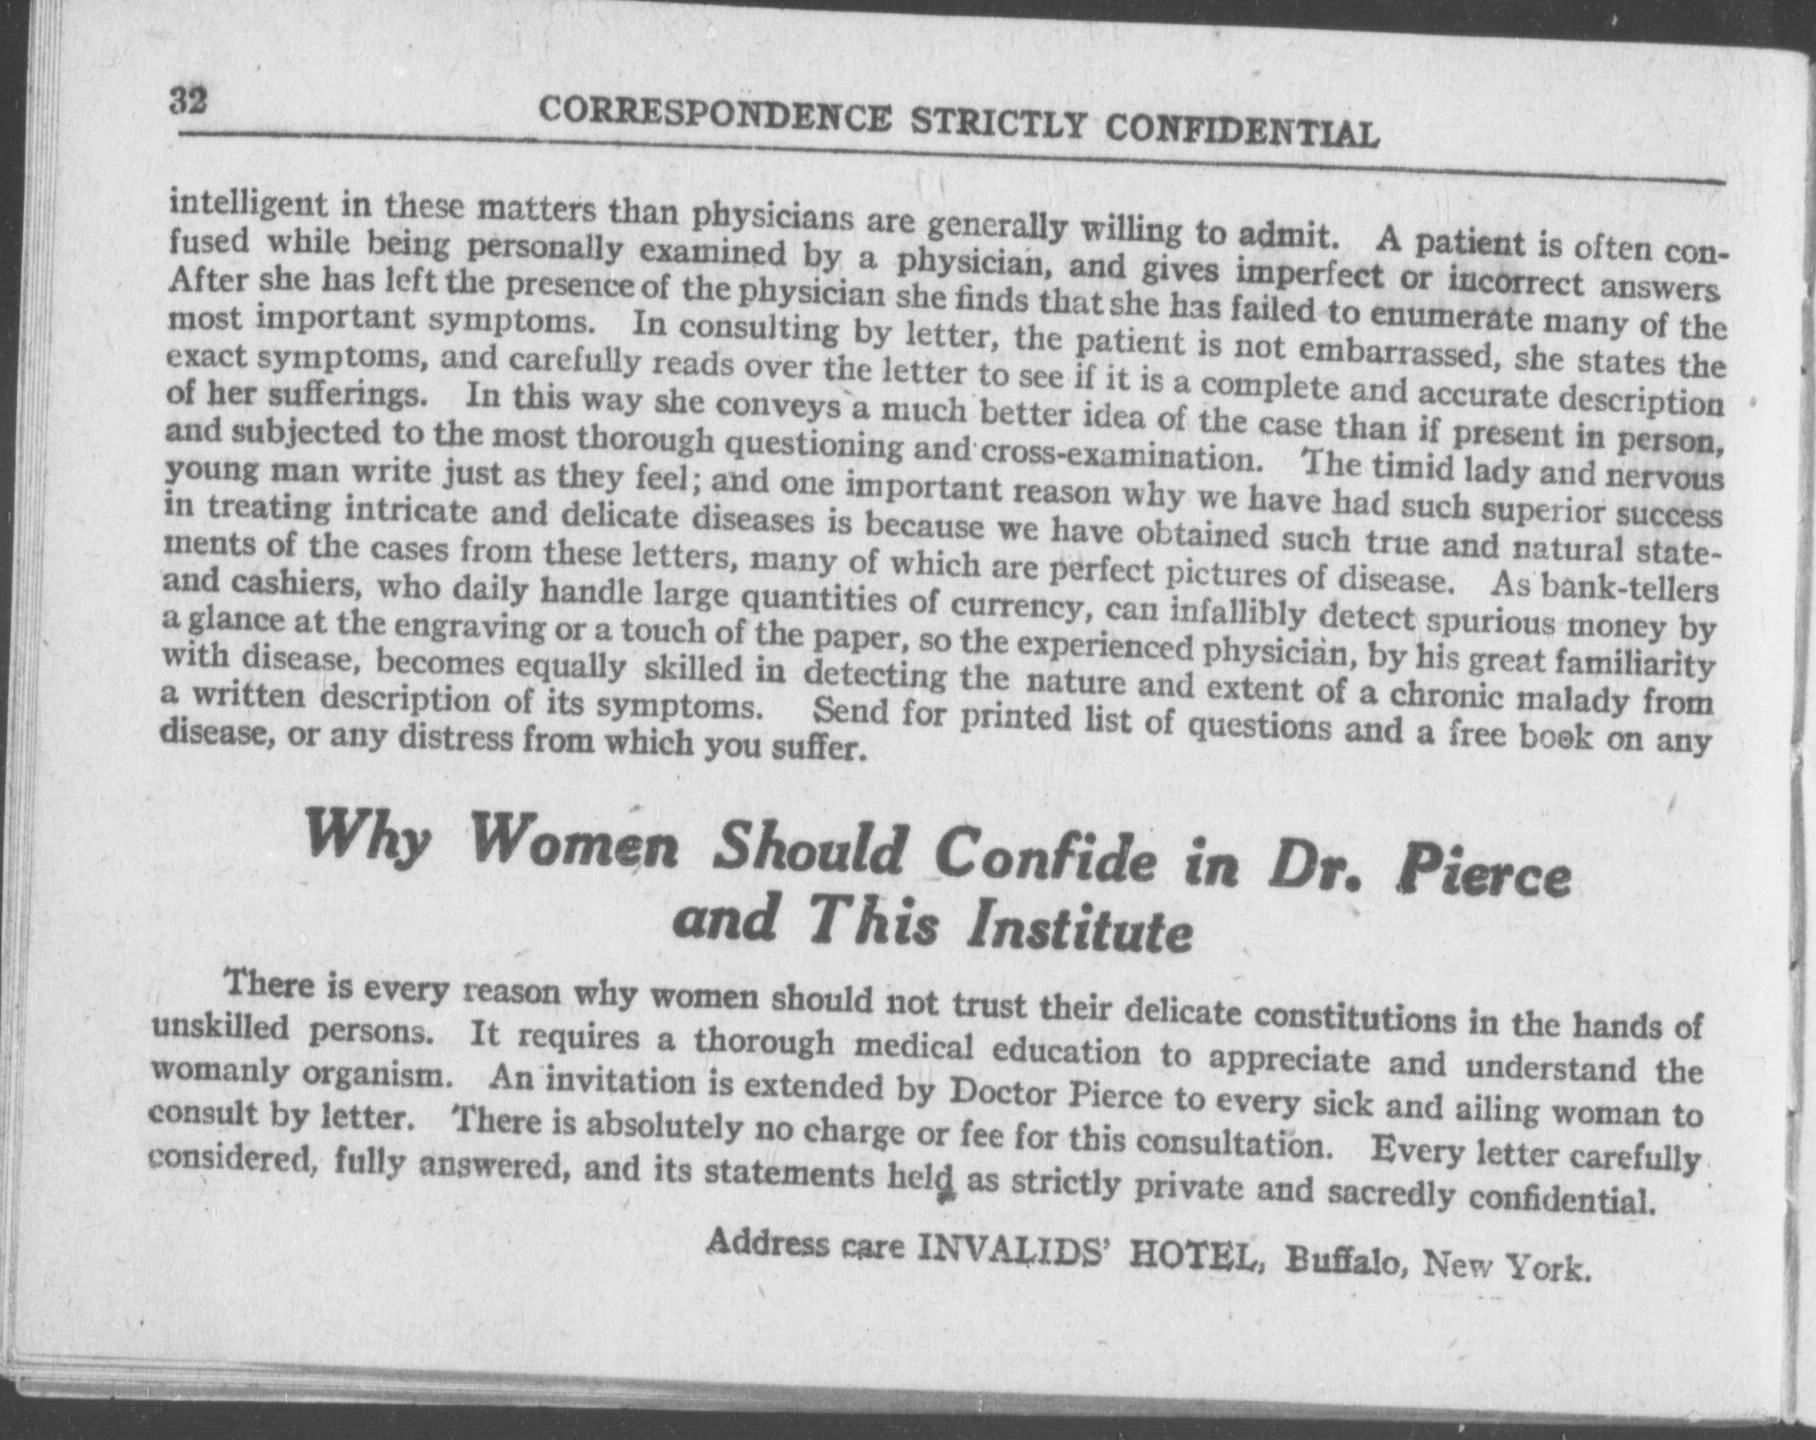 32
CORRESPONDENCE STRICTLY CONFIDENTIAL
intelligent in these matters than physicians are generally willing to admit. A patient is often con-
fused while being personally examined by a physician, and gives imperfect or incorrect answers
After she has left the presence of the physician she finds that she has failed to enumerate many of the
most important symptoms. In consulting by letter, the patient is not embarrassed, she states the
exact symptoms, and carefully reads over the letter to see if it is a complete and accurate description
of her sufferings. In this way she conveys a much better idea of the case than if present in person,
and subjected to the most thorough questioning and cross-examination. The timid lady and nervous
young man write just as they feel; and one important reason why we have had such superior success
in treating intricate and delicate diseases is because we have obtained such true and natural state-
ments of the cases from these letters, many of which are perfect pictures of disease. As bank-tellers
and cashiers, who daily handle large quantities of currency, can infallibly detect spurious money by
a glance at the engraving or a touch of the paper, so the experienced physician, by his great familiarity
with disease, becomes equally skilled in detecting the nature and extent of a chronic malady from
a written description of its symptoms. Send for printed list of questions and a free book on any
disease, or any distress from which you suffer.
Why Women Should Confide in Dr. Pierce
and This Institute
There is every reason why women should not trust their delicate constitutions in the hands of
unskilled persons. It requires a thorough medical education to appreciate and understand the
womanly organism. An invitation is extended by Doctor Pierce to every sick and ailing woman to
consult by letter. There is absolutely no charge or fee for this consultation. Every letter carefully
considered, fully answered, and its statements held as strictly private and sacredly confidential.
Address care INVALIDS' HOTEL, Buffalo, New York.